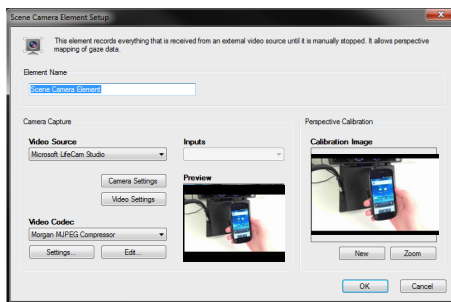 Scene Camera Element Setup
This element records everything that is received from an external video source until it is manually stopped. It allows perspective
mapping of gaze data.
Element Name
Scene Camera Element
Camera Capture
Perspective Calibration
Video Source
Inputs
Calibration Image
Microsoft LifeCam Studio
Camera Settings
Preview
Video Settings
Video Codec
Morgan MJPEG Compressor
Settings...
Edit...
New
Zoom
OK
Cancel